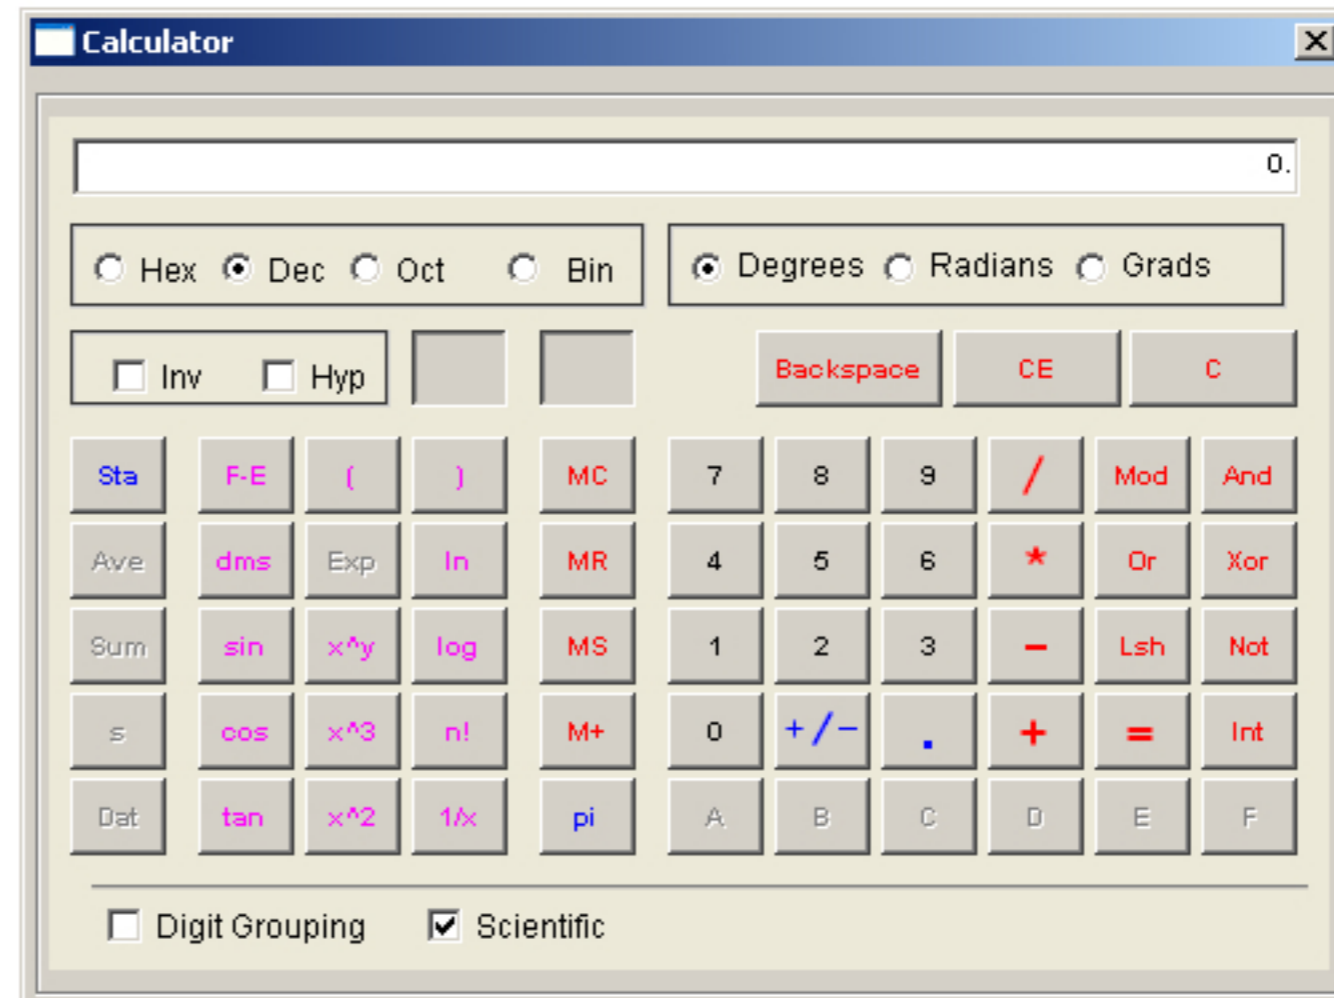 Calculator
0.
Hex Dec Oct Bin Degrees Radians Grads
Inv Hyp Backspace CE C
Sta F-E ( ) MC 7 8 9 / Mod And
Ave dms Exp ln MR 4 5 6 * Or Xor
Sum sin x^y log MS 1 2 3 - Lsh Not
s cos x^3 n! M+ 0 +/- . + = Int
Dat tan x^2 1/x pi A B C D E F
Digit Grouping Scientific